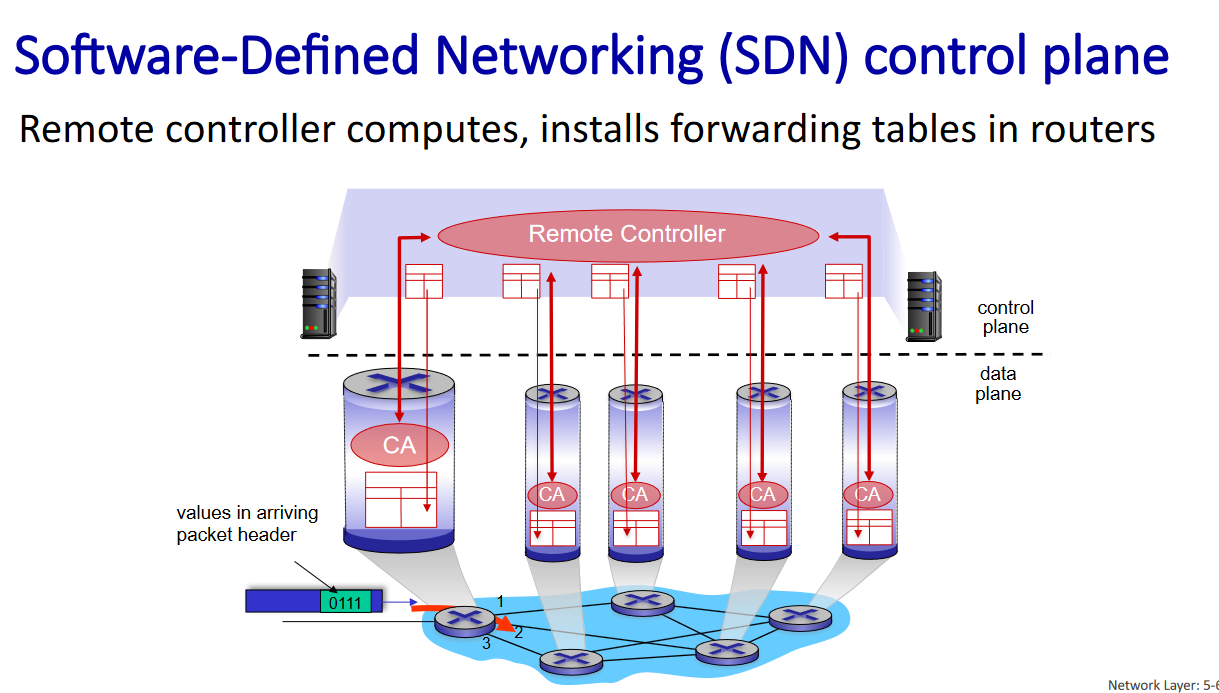 Software-Defined Networking (SDN) control plane
Remote controller computes, installs forwarding tables in routers
Remote Controller
control
plane
data
plane
CA
CA
CA
CA
CA
values in arriving
packet header
0111
1
2
3
Network Layer: 5-6